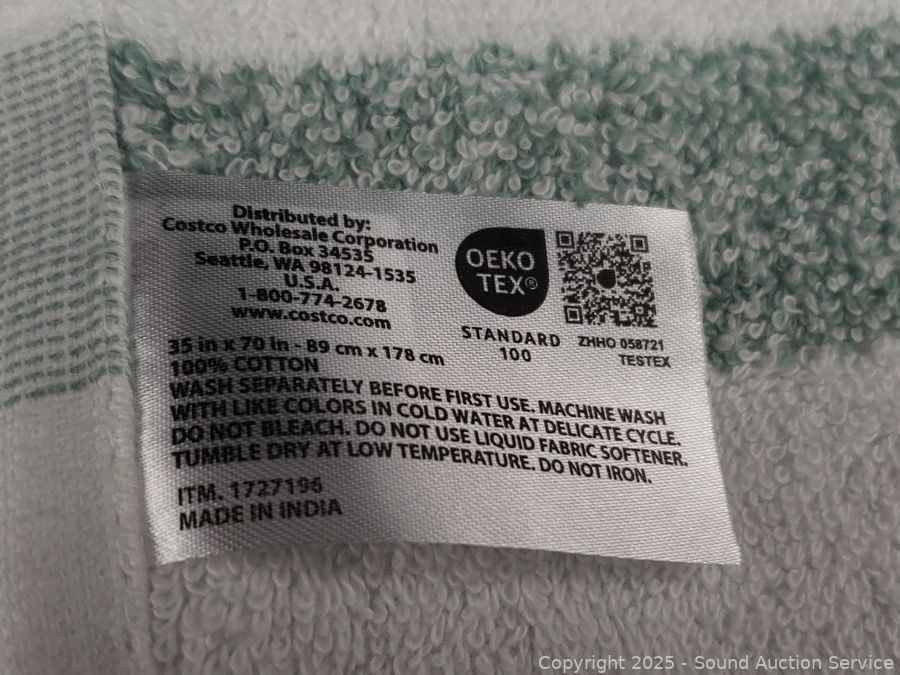 Distributed by:
Costco Wholesale Corporation
P.O. Box 34535
Seattle, WA 98124-1535
U.S.A.
1-800-774-2678
www.costco.com
OEKO
TEX®
STANDARD
100
ZHHO 058721
TESTEX
35 in x 70 in - 89 cm x 178 cm
100% COTTON
WASH SEPARATELY BEFORE FIRST USE. MACHINE WASH
WITH LIKE COLORS IN COLD WATER AT DELICATE CYCLE.
DO NOT BLEACH. DO NOT USE LIQUID FABRIC SOFTENER.
TUMBLE DRY AT LOW TEMPERATURE. DO NOT IRON.
ITM. 1727196
MADE IN INDIA
Copyright 2025 - Sound Auction Service